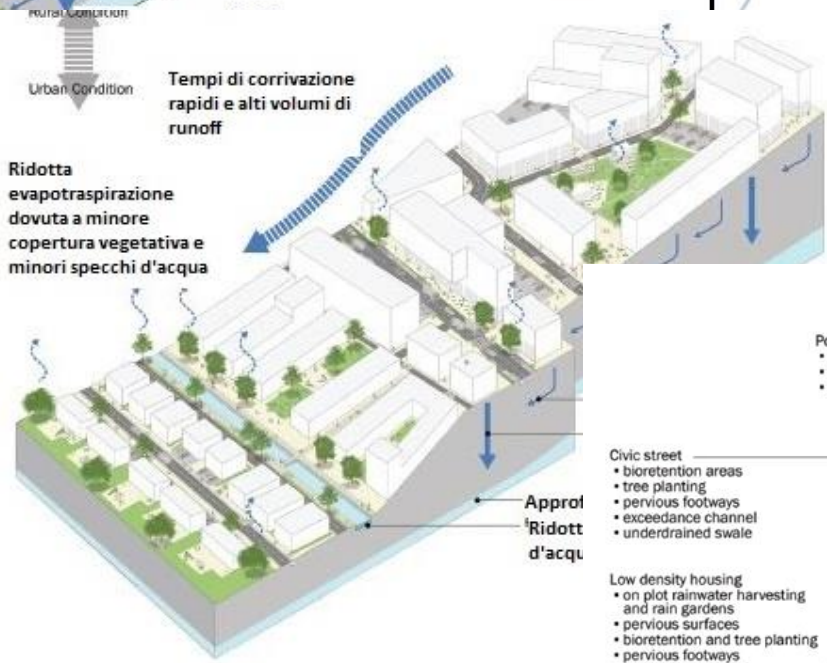 Rural Condition
Urban Condition
Tempi di corrivazione
rapidi e alti volumi di
runoff
Ridotta
evapotraspirazione
dovuta a minore
copertura vegetativa e
minori specchi d'acqua
Civic street
• bioretention areas
• tree planting
• pervious footways
• exceedance channel
• underdrained swale
Low density housing
• on plot rainwater harvesting
and rain gardens
• pervious surfaces
• bioretention and tree planting
• pervious footways